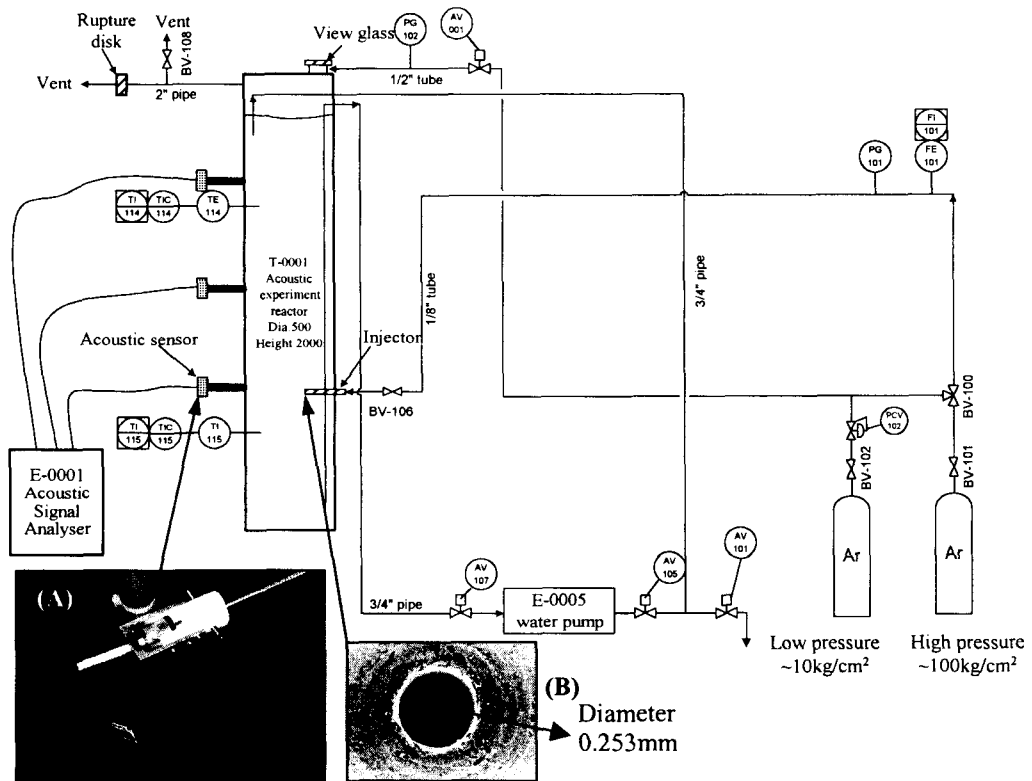 Rupture
disk
Vent
BV-108
Vent
2" pipe
View glass
PG
102
AV
001
1/2" tube
FI
101
FE
101
PG
101
TI
114
TIC
114
TE
114
T-0001
Acoustic
experiment
reactor
Dia 500
Height 2000
1/8" tube
3/4" pipe
Acoustic sensor
Injector
BV-106
BV-100
PCV
102
BV-102
BV-101
TI
115
TIC
115
TI
115
E-0001
Acoustic
Signal
Analyser
Ar
Ar
AV
107
AV
105
AV
101
3/4" pipe
E-0005
water pump
Low pressure
~10kg/cm²
High pressure
~100kg/cm²
(A)
(B)
Diameter
0.253mm